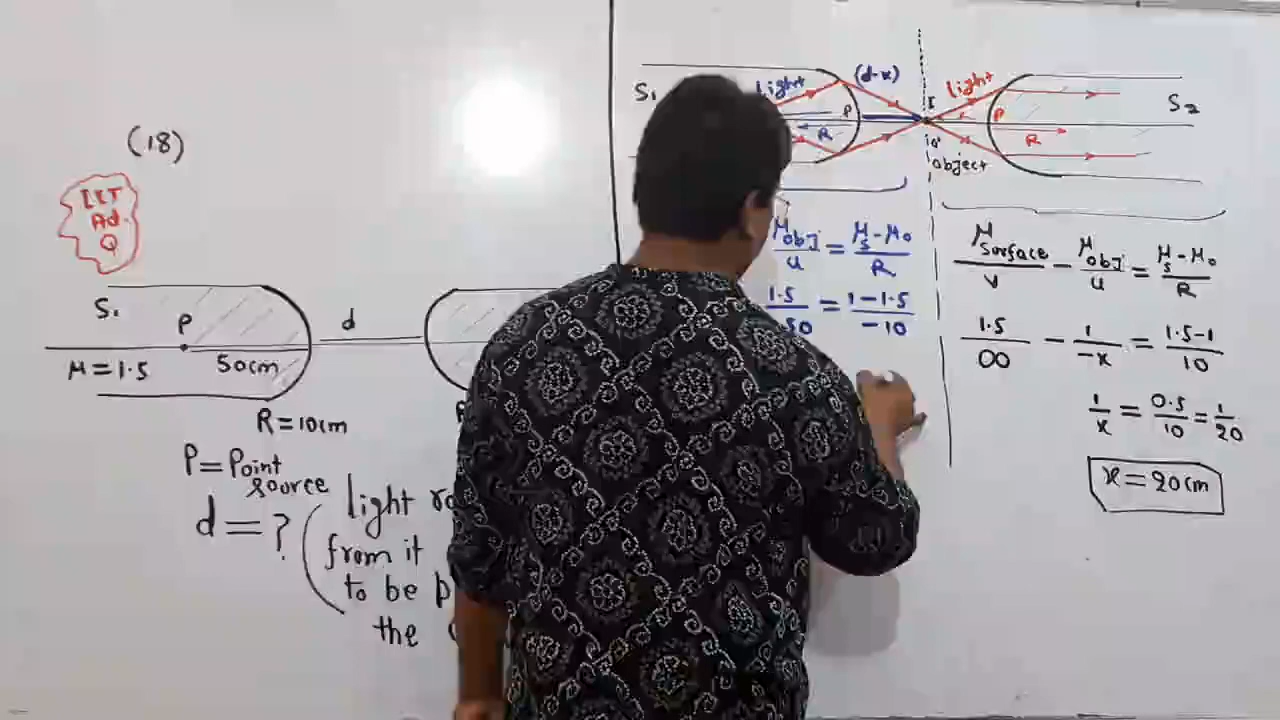 (18)
IIT
Ad.
Q
S₁
P
d
μ = 1.5
50cm
R = 10cm
P = Point
source
d = ?
light
from it
to be
the
S₁
light
(d-x)
P
R
I
light
x
P
R
S₂
object
μobj/u = μs-μo/R
1.5/50 = 1-1.5/-10
μsurface/v - μobj/u = μs-μo/R
1.5/∞ - 1/-x = 1.5-1/10
1/x = 0.5/10 = 1/20
x = 20cm